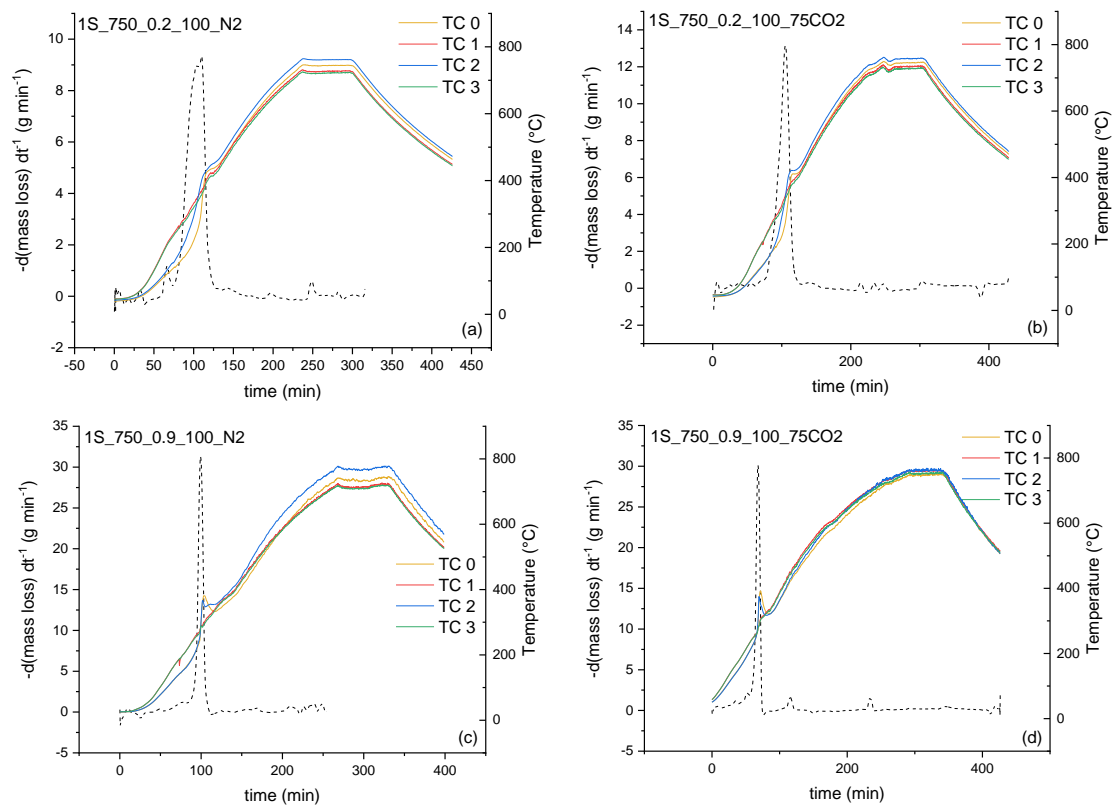 1S_750_0.2_100_N2
TC 0
TC 1
TC 2
TC 3
-d(mass loss) dt-1 (g min-1)
10
8
6
4
2
0
-2
800
600
400
200
0
Temperature (°C)
(a)
-50 0 50 100 150 200 250 300 350 400 450
time (min)
1S_750_0.2_100_75CO2
TC 0
TC 1
TC 2
TC 3
-d(mass loss) dt-1 (g min-1)
14
12
10
8
6
4
2
0
-2
800
600
400
200
0
Temperature (°C)
(b)
0 200 400
time (min)
1S_750_0.9_100_N2
TC 0
TC 1
TC 2
TC 3
-d(mass loss) dt-1 (g min-1)
35
30
25
20
15
10
5
0
-5
800
600
400
200
0
Temperature (°C)
(c)
0 100 200 300 400
time (min)
1S_750_0.9_100_75CO2
TC 0
TC 1
TC 2
TC 3
-d(mass loss) dt-1 (g min-1)
35
30
25
20
15
10
5
0
-5
800
600
400
200
0
Temperature (°C)
(d)
0 200 400
time (min)